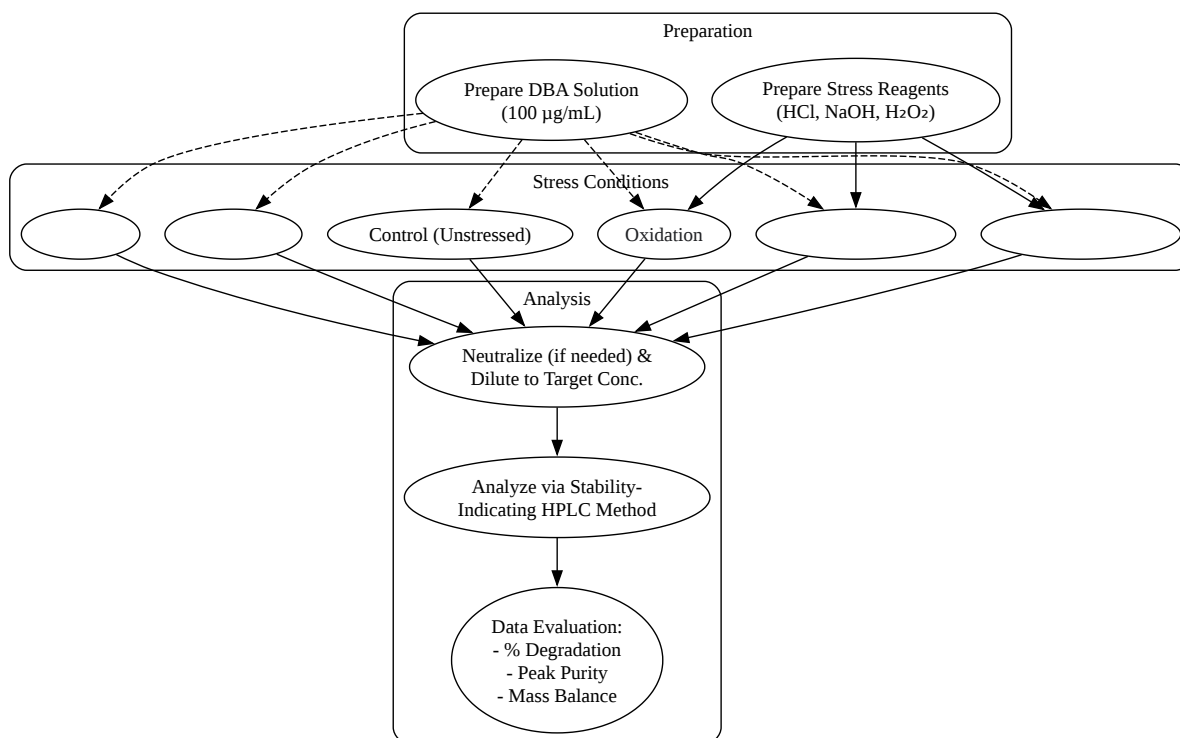 Preparation
Prepare DBA Solution
(100 µg/mL)
Prepare Stress Reagents
(HCl, NaOH, H₂O₂)
Stress Conditions
Control (Unstressed)
Oxidation
Analysis
Neutralize (if needed) &
Dilute to Target Conc.
Analyze via Stability-
Indicating HPLC Method
Data Evaluation:
- % Degradation
- Peak Purity
- Mass Balance